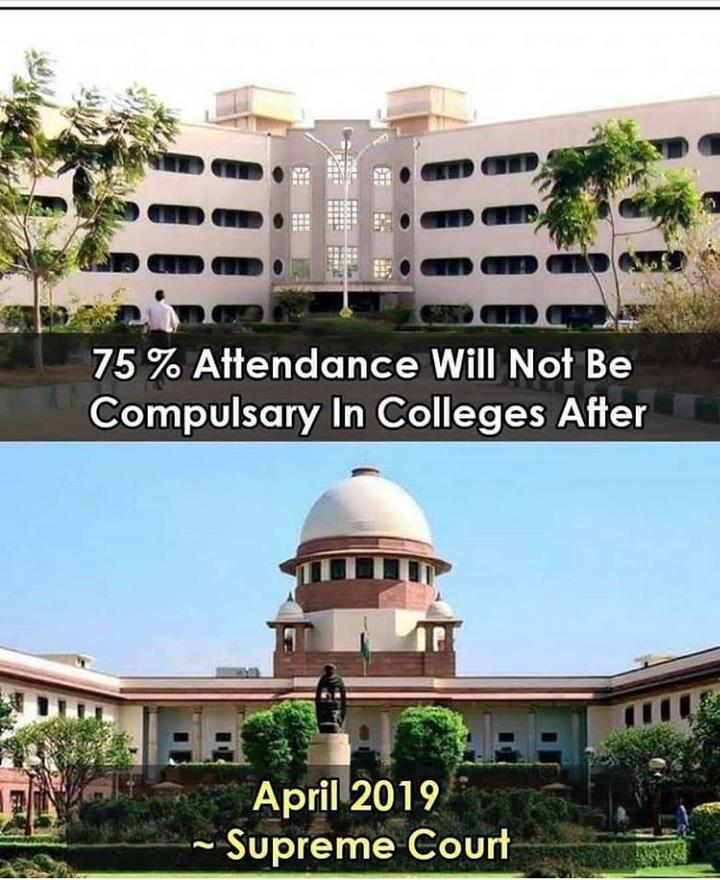 75 % Attendance Will Not Be
Compulsary In Colleges After
April 2019
~ Supreme Court